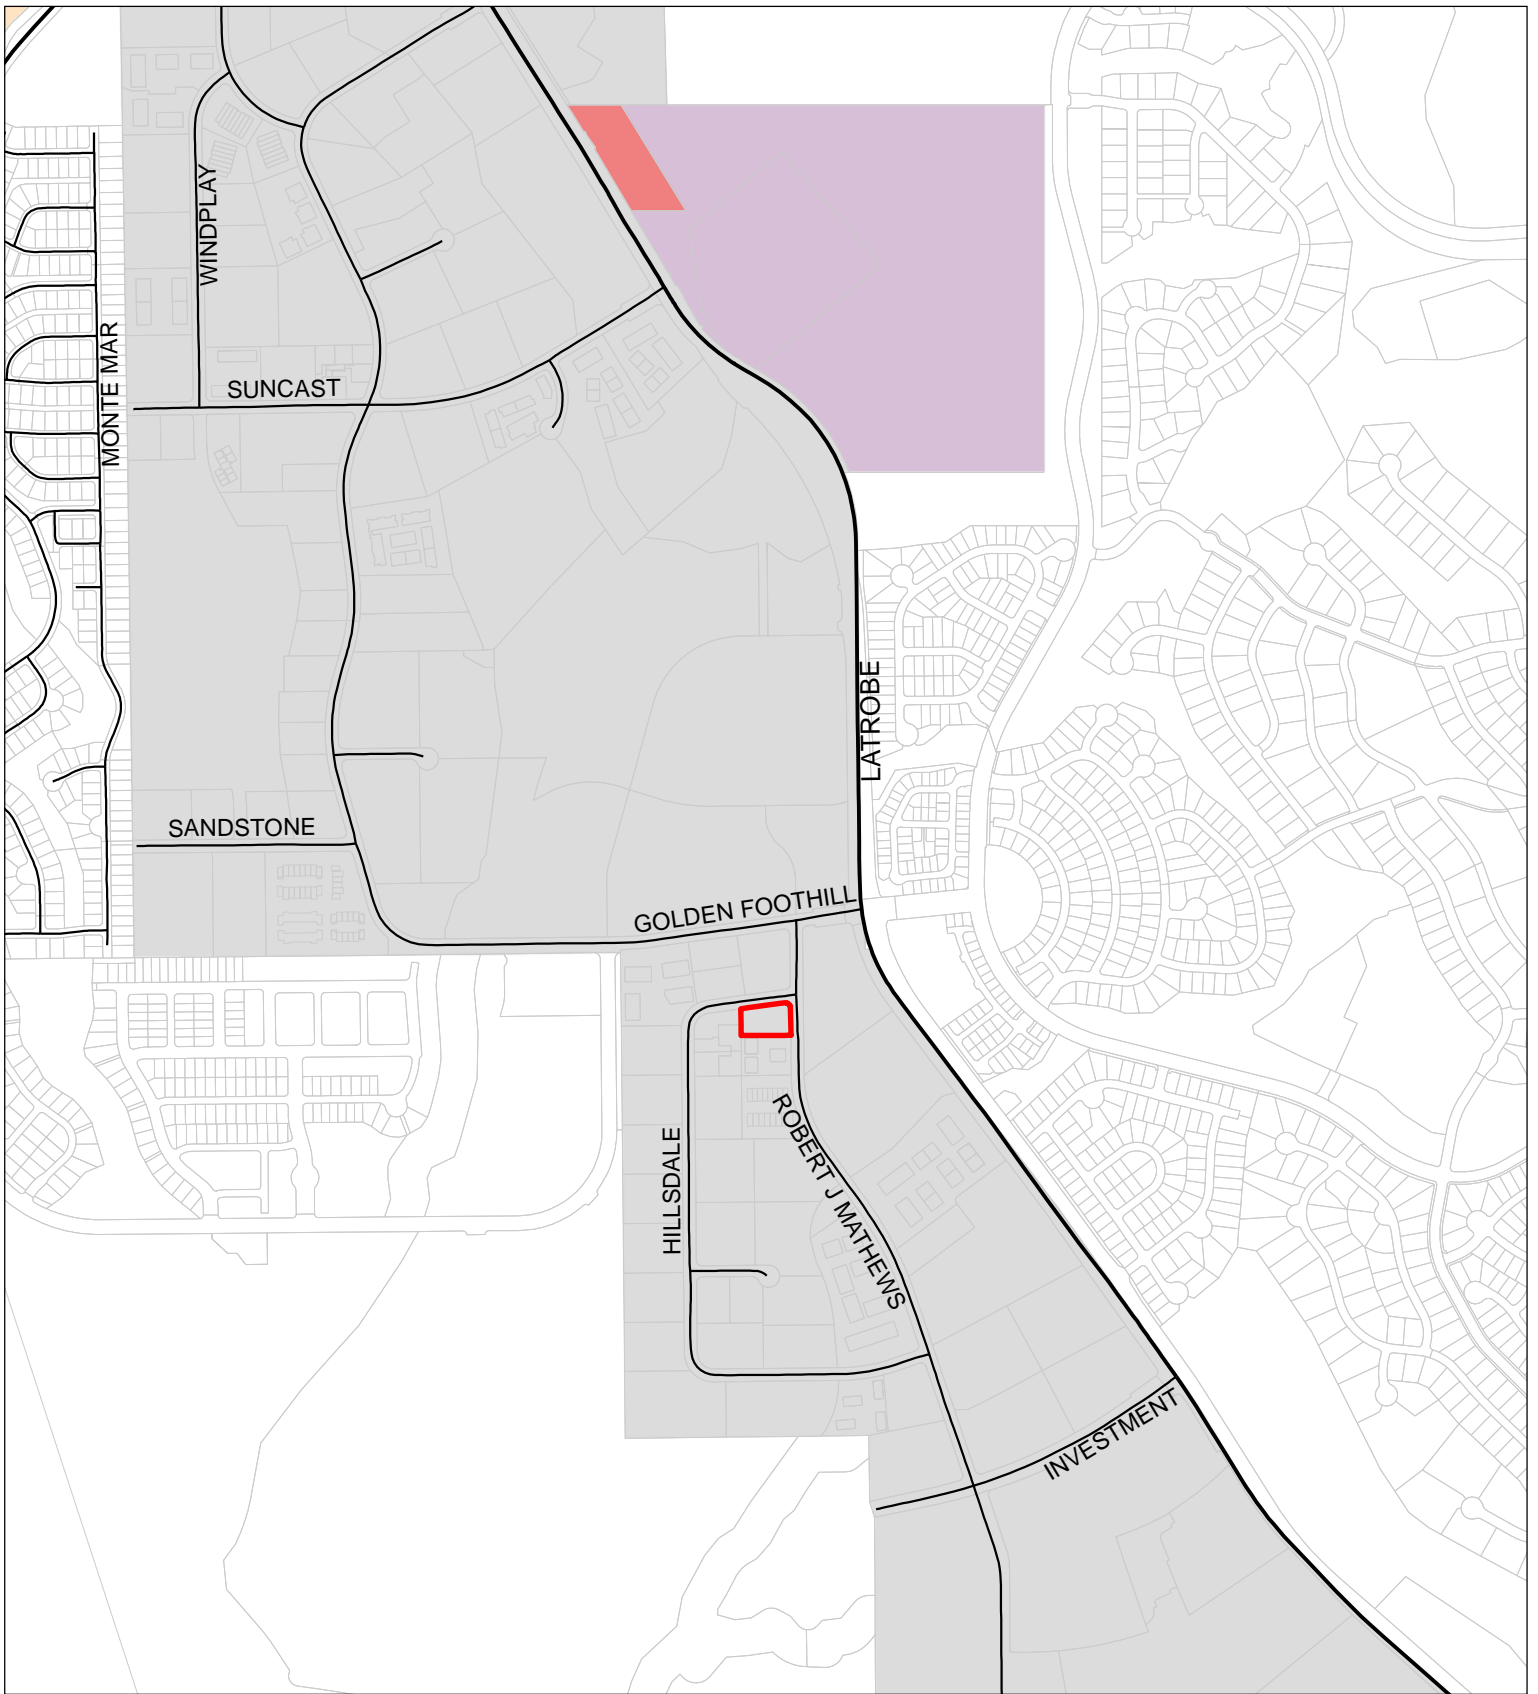 WINDPLAY
MONTE MAR
SUNCAST
LATROBE
SANDSTONE
GOLDEN FOOTHILL
ROBERT J MATHEWS
HILLSDALE
INVESTMENT